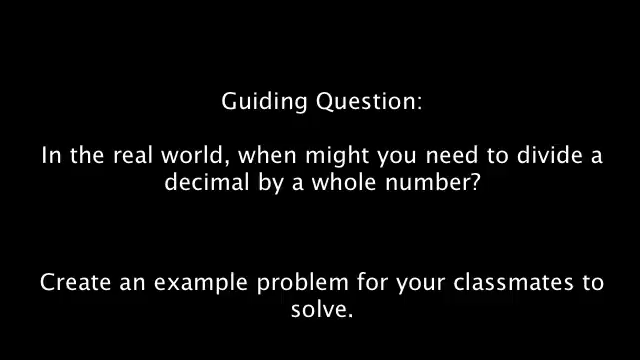 Guiding Question:
In the real world, when might you need to divide a
decimal by a whole number?
Create an example problem for your classmates to
solve.